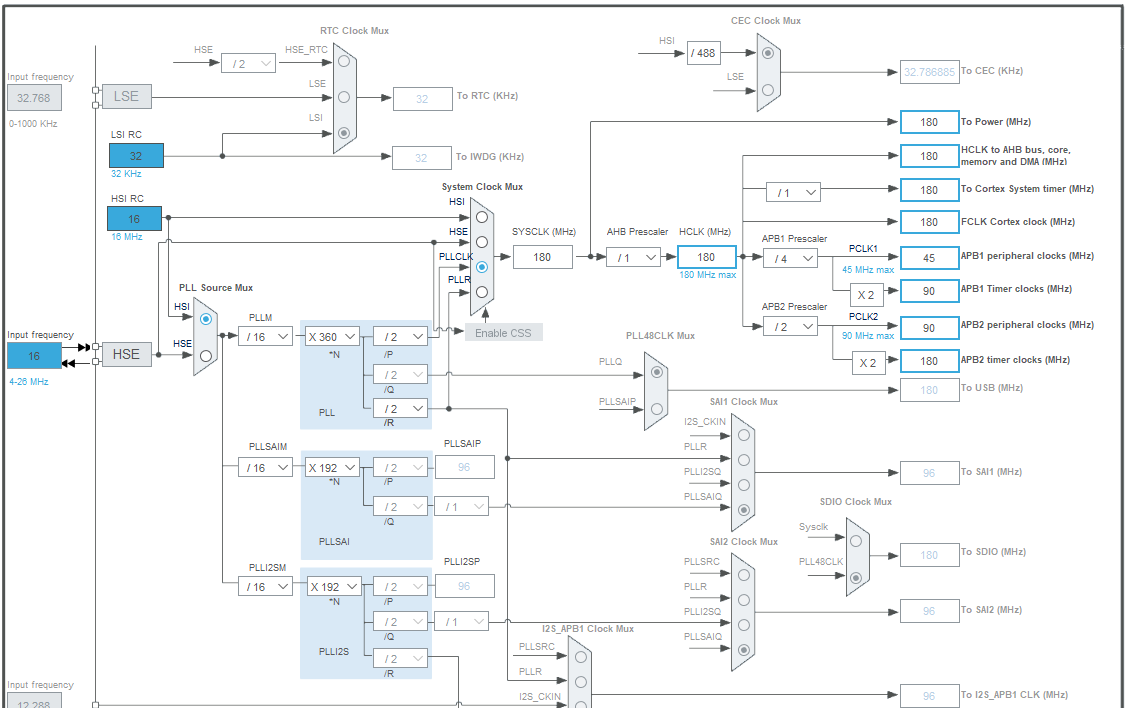 RTC Clock Mux
CEC Clock Mux
HSE
/ 2
HSE_RTC
HSI
/ 488
Input frequency
32.768
0-1000 KHz
LSE
LSE
LSE
32.786885
To CEC (KHz)
32
To RTC (KHz)
LSI
LSI RC
32
32 KHz
32
To IWDG (KHz)
180
To Power (MHz)
180
HCLK to AHB bus, core,
memory and DMA (MHz)
/ 1
180
To Cortex System timer (MHz)
180
FCLK Cortex clock (MHz)
HSI RC
16
16 MHz
System Clock Mux
HSI
HSE
PLLCLK
PLLR
SYSCLK (MHz)
180
AHB Prescaler
/ 1
HCLK (MHz)
180
180 MHz max
APB1 Prescaler
/ 4
PCLK1
45 MHz max
45
APB1 peripheral clocks (MHz)
X 2
90
APB1 Timer clocks (MHz)
APB2 Prescaler
/ 2
PCLK2
90 MHz max
90
APB2 peripheral clocks (MHz)
X 2
180
APB2 timer clocks (MHz)
Enable CSS
PLL Source Mux
HSI
HSE
Input frequency
16
4-26 MHz
HSE
PLLM
/ 16
X 360
*N
/ 2
/P
/ 2
/Q
/ 2
/R
PLL
PLL48CLK Mux
PLLQ
PLLSAIP
180
To USB (MHz)
PLLSAIM
/ 16
X 192
*N
/ 2
/P
PLLSAIP
96
/ 2
/Q
/ 1
PLLSAI
SAI1 Clock Mux
I2S_CKIN
PLLR
PLLI2SQ
PLLSAIQ
96
To SAI1 (MHz)
SDIO Clock Mux
Sysclk
PLL48CLK
180
To SDIO (MHz)
SAI2 Clock Mux
PLLSRC
PLLR
PLLI2SQ
PLLSAIQ
96
To SAI2 (MHz)
PLLI2SM
/ 16
X 192
*N
/ 2
/P
PLLI2SP
96
/ 2
/Q
/ 1
/ 2
/R
PLLI2S
I2S_APB1 Clock Mux
PLLSRC
PLLR
I2S_CKIN
96
To I2S_APB1 CLK (MHz)
Input frequency
12.288